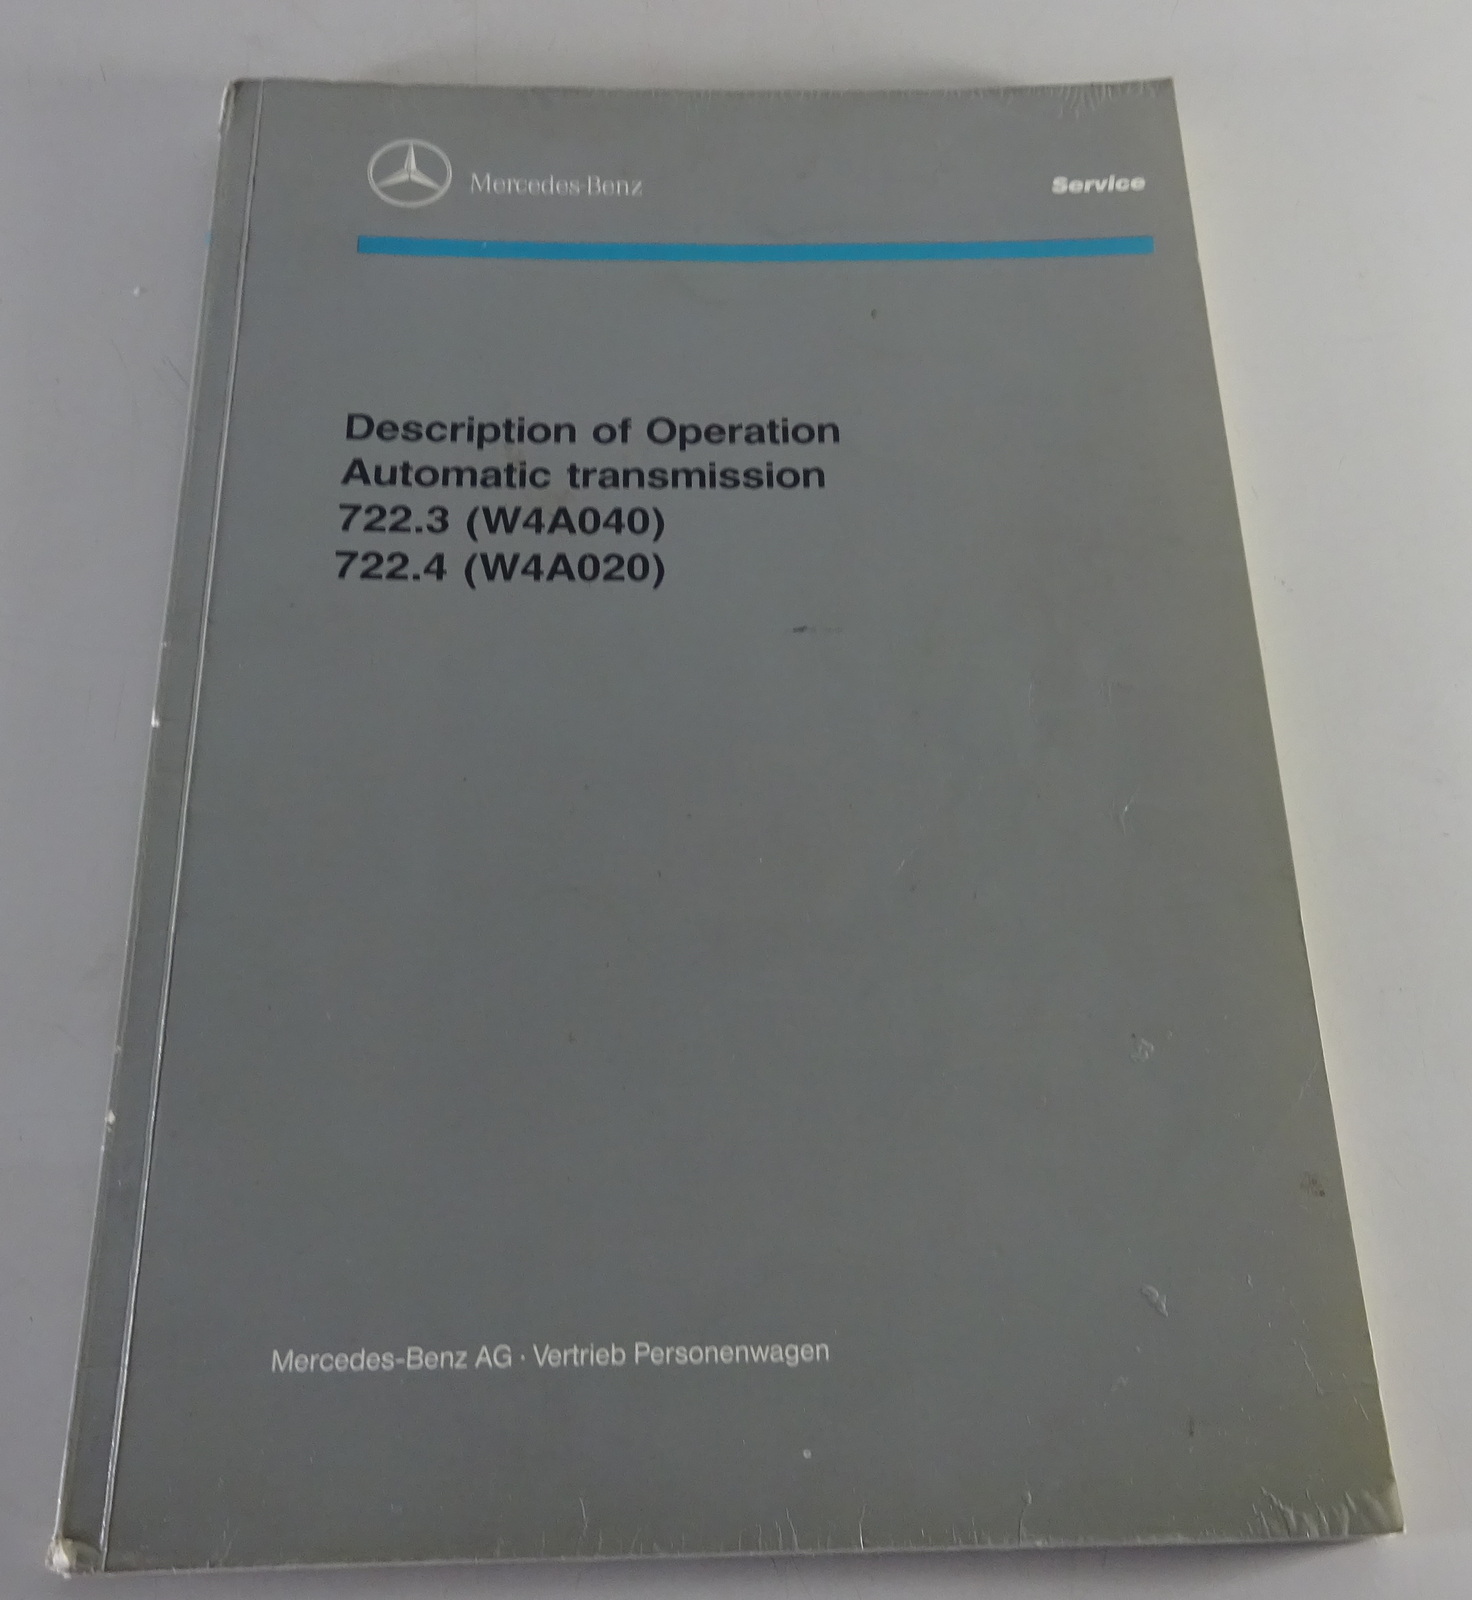 Mercedes-Benz
Service
Description of Operation
Automatic transmission
722.3 (W4A040)
722.4 (W4A020)
Mercedes-Benz AG · Vertrieb Personenwagen